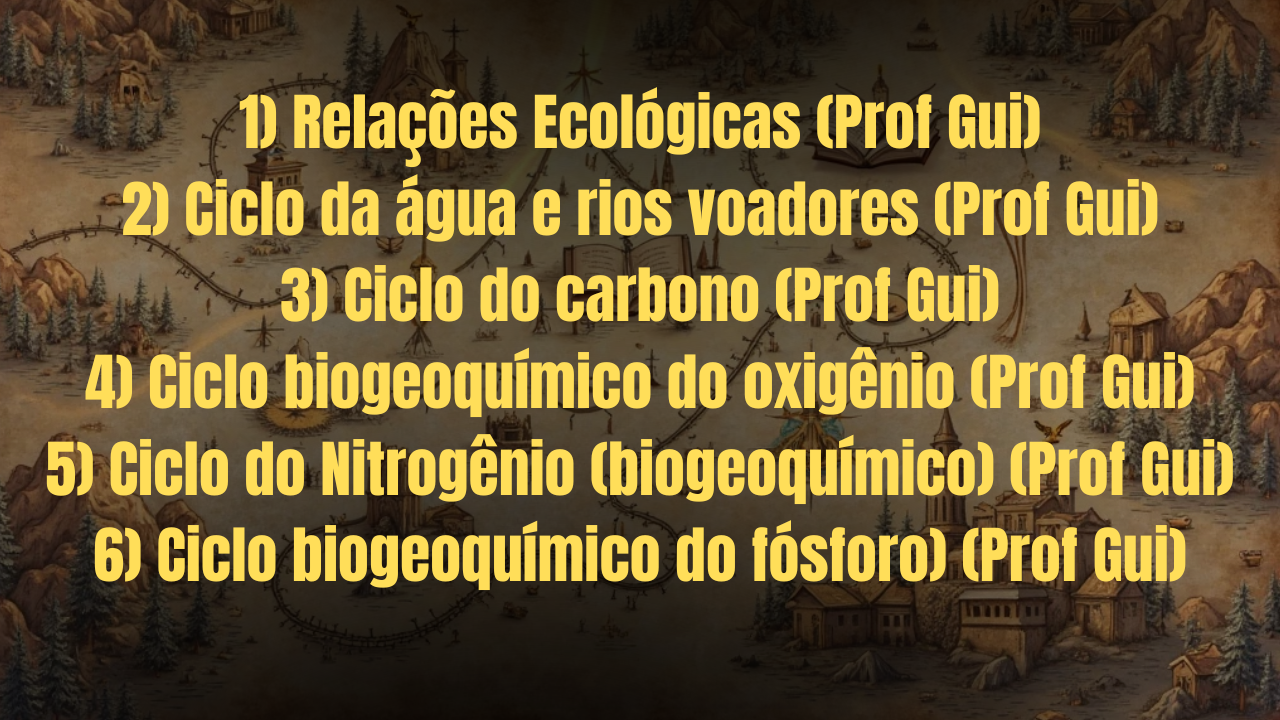 1) Relações Ecológicas (Prof Gui)
2) Ciclo da água e rios voadores (Prof Gui)
3) Ciclo do carbono (Prof Gui)
4) Ciclo biogeoquímico do oxigênio (Prof Gui)
5) Ciclo do Nitrogênio (biogeoquímico) (Prof Gui)
6) Ciclo biogeoquímico do fósforo) (Prof Gui)